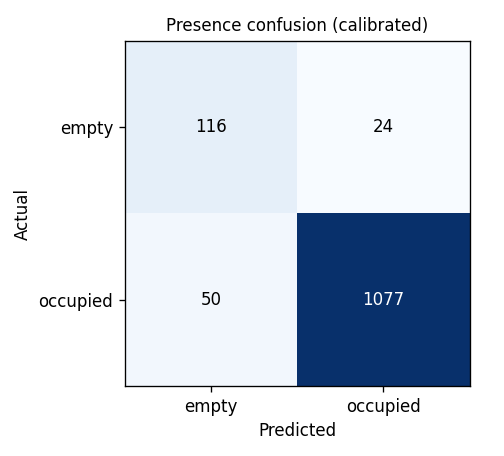 Presence confusion (calibrated)
empty
116
24
Actual
occupied
50
1077
empty
occupied
Predicted